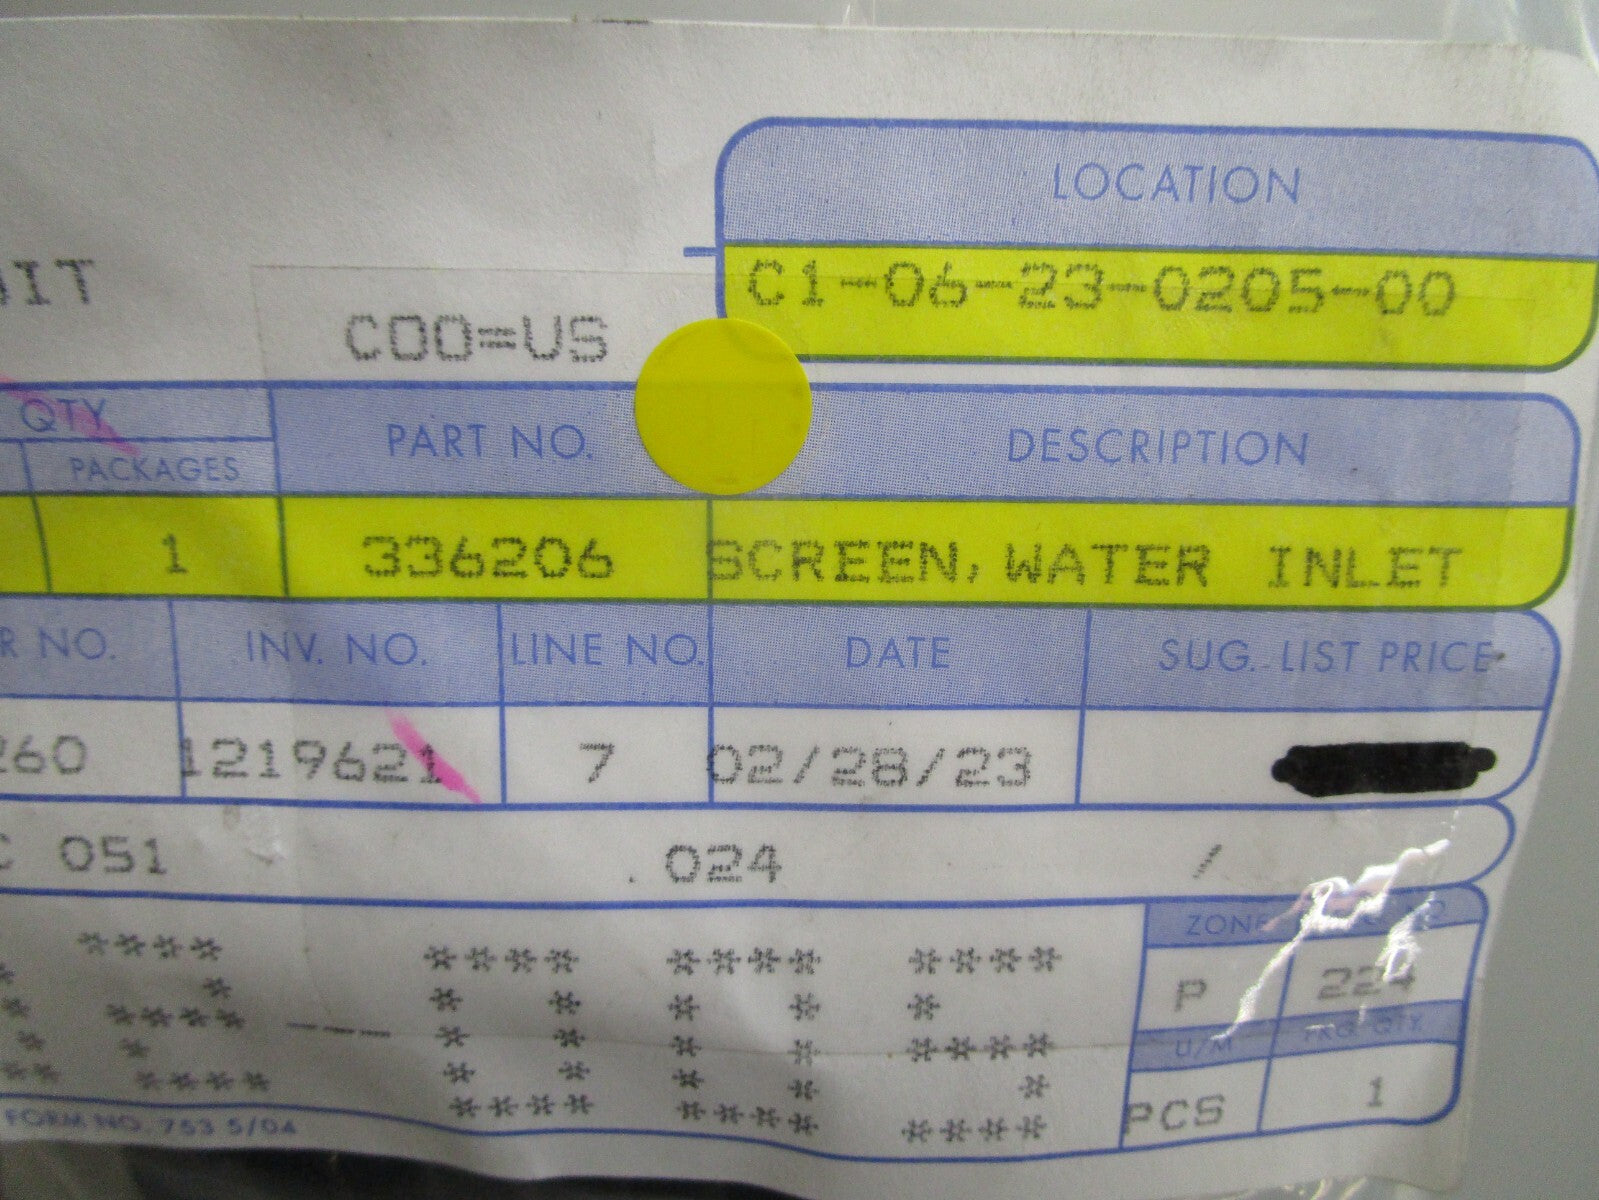 LOCATION
C1-06-23-0205-00
COO=US
QTY
PART NO. DESCRIPTION
PACKAGES
1 336206 SCREEN, WATER INLET
NO. INV. NO. LINE NO. DATE SUG. LIST PRICE
260 1219621 7 02/28/23
C 051 .024 /
**** **** **** ****
ZONE
P 224
U/M PKG QTY.
PCS 1
FORM NO. 753 5/04